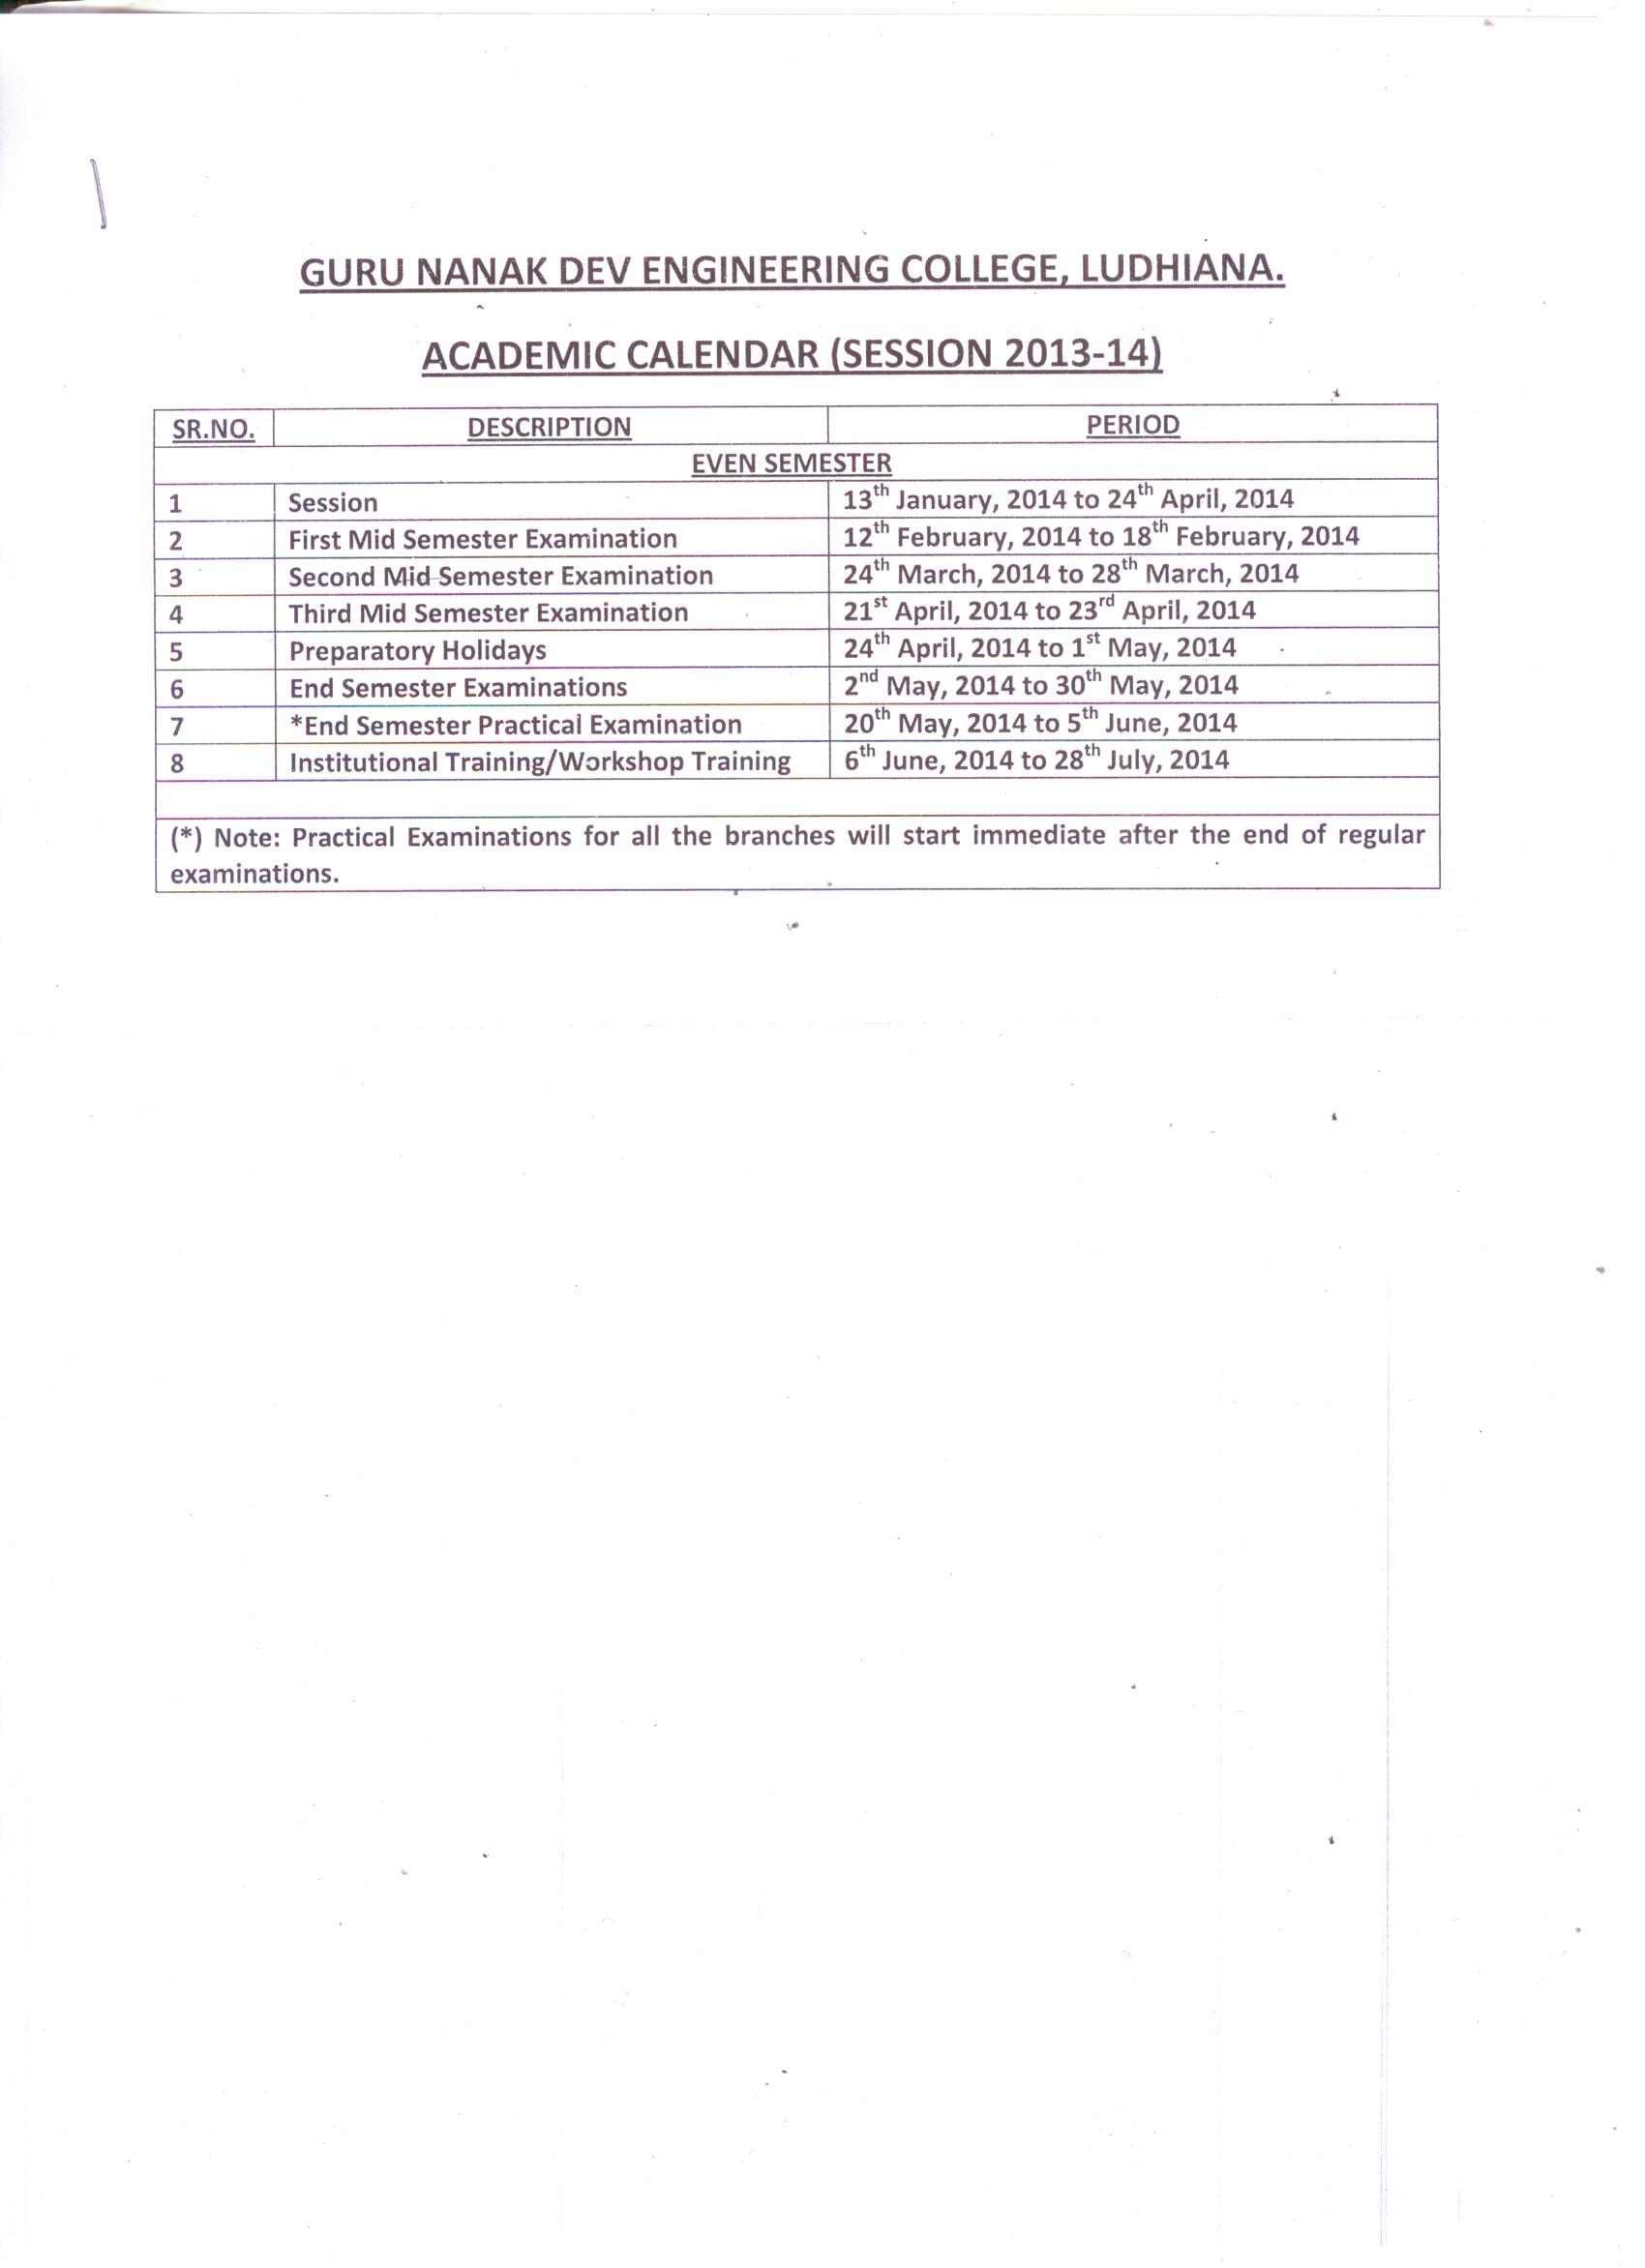 GURU NANAK DEV ENGINEERING COLLEGE, LUDHIANA.
ACADEMIC CALENDAR (SESSION 2013-14)
SR.NO. DESCRIPTION PERIOD
EVEN SEMESTER
1 Session 13th January, 2014 to 24th April, 2014
2 First Mid Semester Examination 12th February, 2014 to 18th February, 2014
3 Second Mid Semester Examination 24th March, 2014 to 28th March, 2014
4 Third Mid Semester Examination 21st April, 2014 to 23rd April, 2014
5 Preparatory Holidays 24th April, 2014 to 1st May, 2014
6 End Semester Examinations 2nd May, 2014 to 30th May, 2014
7 *End Semester Practical Examination 20th May, 2014 to 5th June, 2014
8 Institutional Training/Workshop Training 6th June, 2014 to 28th July, 2014
(*) Note: Practical Examinations for all the branches will start immediate after the end of regular
examinations.